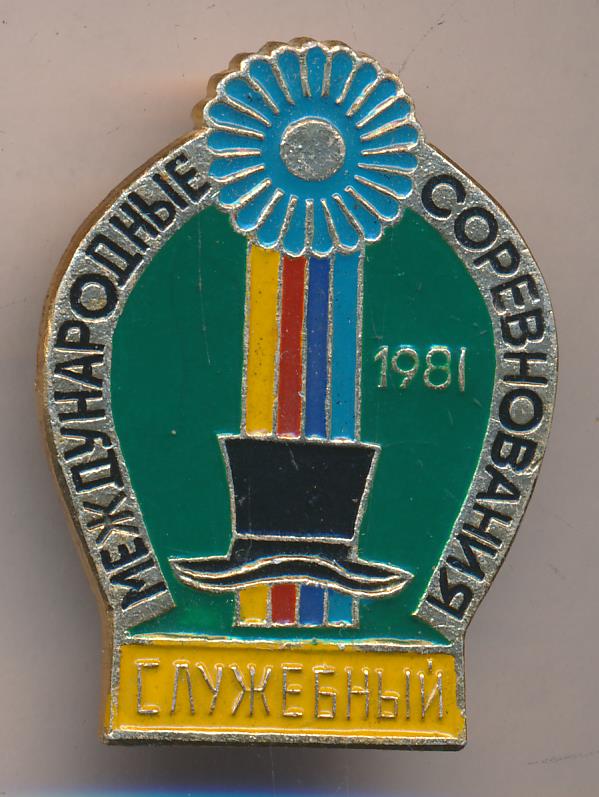 МЕЖДУНАРОДНЫЕ
СОРЕВНОВАНИЯ
1981
СЛУЖЕБНЫЙ